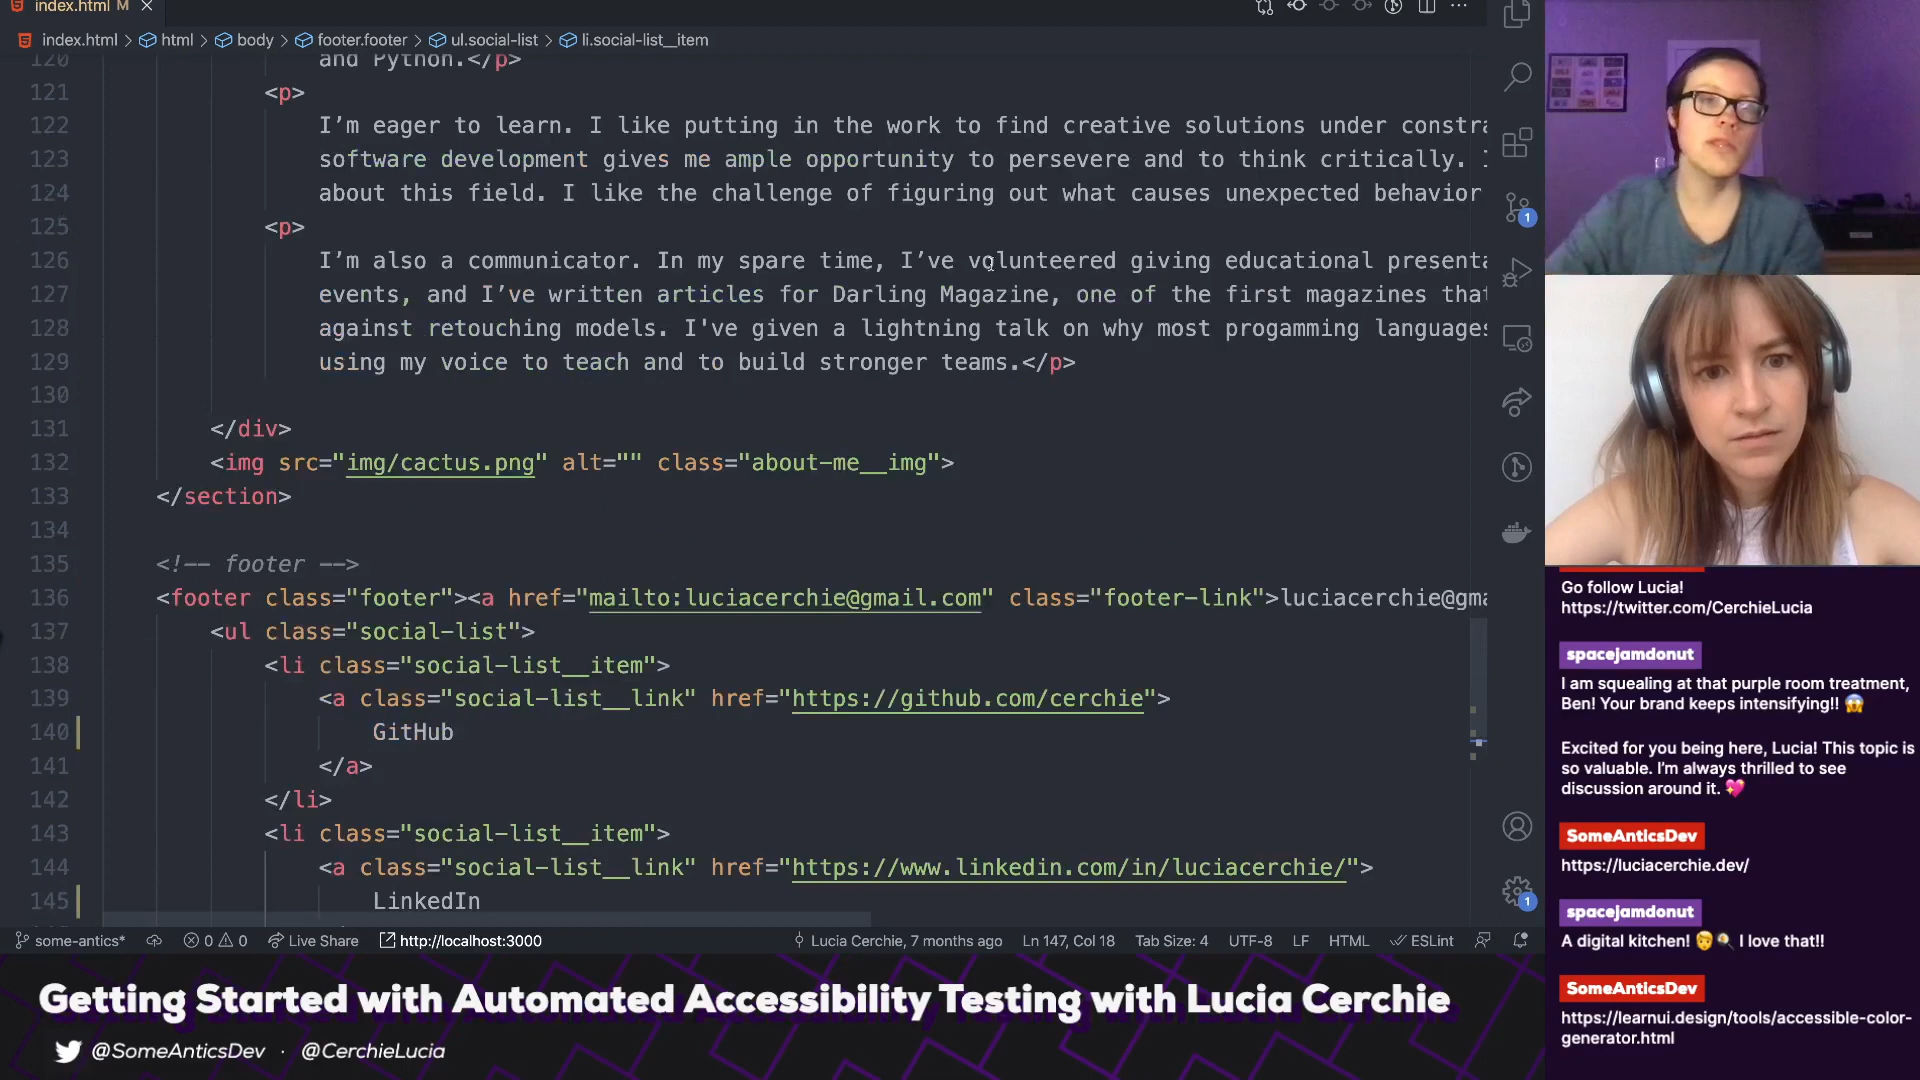 index.html M
index.html > html > body > footer.footer > ul.social-list > li.social-list__item
120 and Python.</p>
121 <p>
122 I'm eager to learn. I like putting in the work to find creative solutions under constra
123 software development gives me ample opportunity to persevere and to think critically. I
124 about this field. I like the challenge of figuring out what causes unexpected behavior
125 <p>
126 I'm also a communicator. In my spare time, I've volunteered giving educational presenta
127 events, and I've written articles for Darling Magazine, one of the first magazines that
128 against retouching models. I've given a lightning talk on why most progamming languages
129 using my voice to teach and to build stronger teams.</p>
130
131 </div>
132 <img src="img/cactus.png" alt="" class="about-me__img">
133 </section>
134
135 <!-- footer -->
136 <footer class="footer"><a href="mailto:luciacerchie@gmail.com" class="footer-link">luciacerchie@gma
137 <ul class="social-list">
138 <li class="social-list__item">
139 <a class="social-list__link" href="https://github.com/cerchie">
140 GitHub
141 </a>
142 </li>
143 <li class="social-list__item">
144 <a class="social-list__link" href="https://www.linkedin.com/in/luciacerchie/">
145 LinkedIn
some-antics* 0 0 Live Share http://localhost:3000 Lucia Cerchie, 7 months ago Ln 147, Col 18 Tab Size: 4 UTF-8 LF HTML ESLint
1
1
Go follow Lucia!
https://twitter.com/CerchieLucia
spacejamdonut
I am squealing at that purple room treatment,
Ben! Your brand keeps intensifying!! 😱
Excited for you being here, Lucia! This topic is
so valuable. I'm always thrilled to see
discussion around it. 💖
SomeAnticsDev
https://luciacerchie.dev/
spacejamdonut
A digital kitchen! 🧑‍🍳 I love that!!
SomeAnticsDev
https://learnui.design/tools/accessible-color-
generator.html
Getting Started with Automated Accessibility Testing with Lucia Cerchie
@SomeAnticsDev · @CerchieLucia